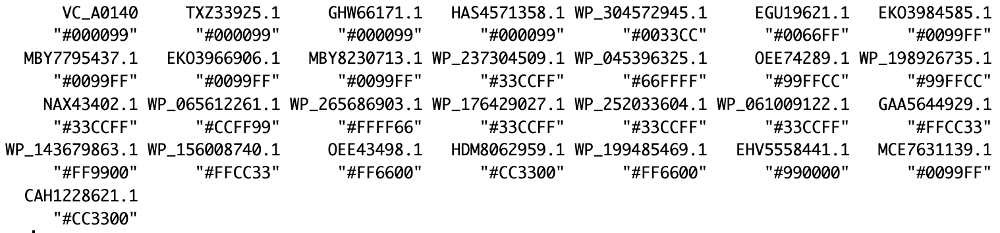 VC_A0140 TXZ33925.1 GHW66171.1 HAS4571358.1 WP_304572945.1 EGU19621.1 EKO3984585.1
"#000099" "#000099" "#000099" "#000099" "#0033CC" "#0066FF" "#0099FF"
MBY7795437.1 EKO3966906.1 MBY8230713.1 WP_237304509.1 WP_045396325.1 OEE74289.1 WP_198926735.1
"#0099FF" "#0099FF" "#0099FF" "#33CCFF" "#66FFFF" "#99FFCC" "#99FFCC"
NAX43402.1 WP_065612261.1 WP_265686903.1 WP_176429027.1 WP_252033604.1 WP_061009122.1 GAA5644929.1
"#33CCFF" "#CCFF99" "#FFFF66" "#33CCFF" "#33CCFF" "#33CCFF" "#FFCC33"
WP_143679863.1 WP_156008740.1 OEE43498.1 HDM8062959.1 WP_199485469.1 EHV5558441.1 MCE7631139.1
"#FF9900" "#FFCC33" "#FF6600" "#CC3300" "#FF6600" "#990000" "#0099FF"
CAH1228621.1
"#CC3300"